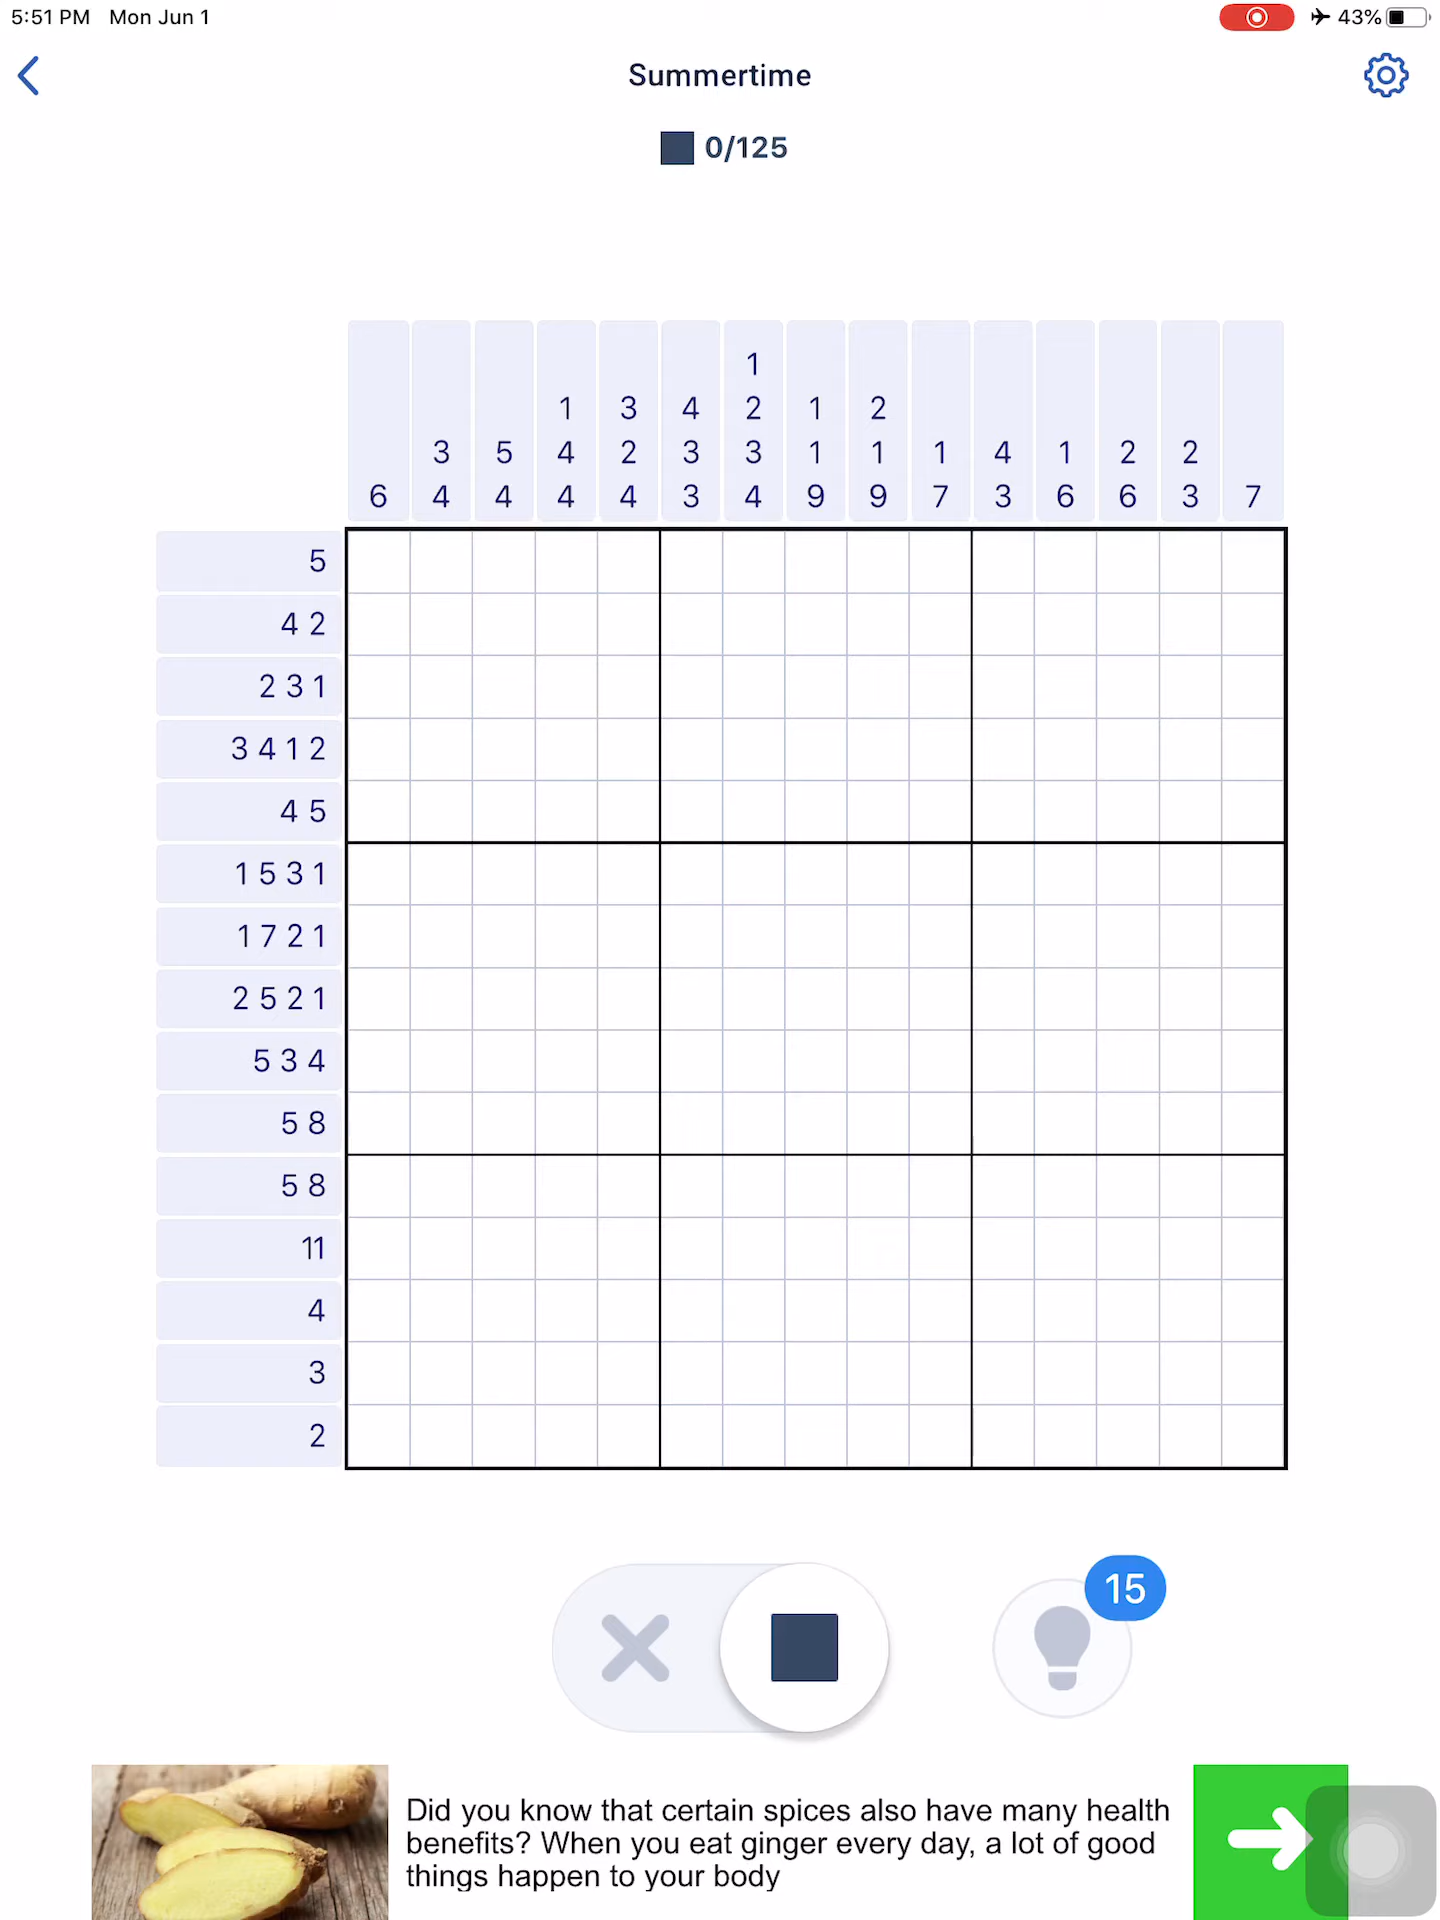 5:51 PM Mon Jun 1
43%
Summertime
0/125
1
1 3 4 2 1 2
3 5 4 2 3 3 1 1 1 4 1 2 2
6 4 4 4 4 3 4 9 9 7 3 6 6 3 7
5
4 2
2 3 1
3 4 1 2
4 5
1 5 3 1
1 7 2 1
2 5 2 1
5 3 4
5 8
5 8
11
4
3
2
15
Did you know that certain spices also have many health
benefits? When you eat ginger every day, a lot of good
things happen to your body